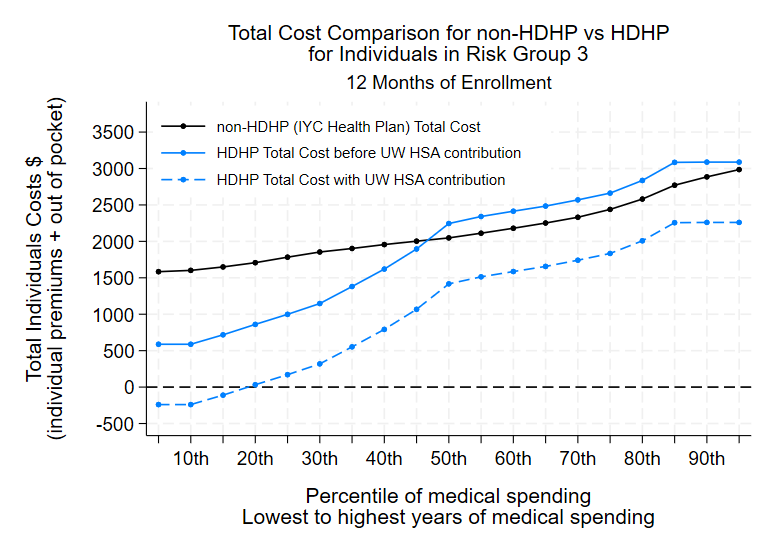 Total Cost Comparison for non-HDHP vs HDHP
for Individuals in Risk Group 3
12 Months of Enrollment
Total Individuals Costs $
(individual premiums + out of pocket)
3500
3000
2500
2000
1500
1000
500
0
-500
non-HDHP (IYC Health Plan) Total Cost
HDHP Total Cost before UW HSA contribution
HDHP Total Cost with UW HSA contribution
10th 20th 30th 40th 50th 60th 70th 80th 90th
Percentile of medical spending
Lowest to highest years of medical spending